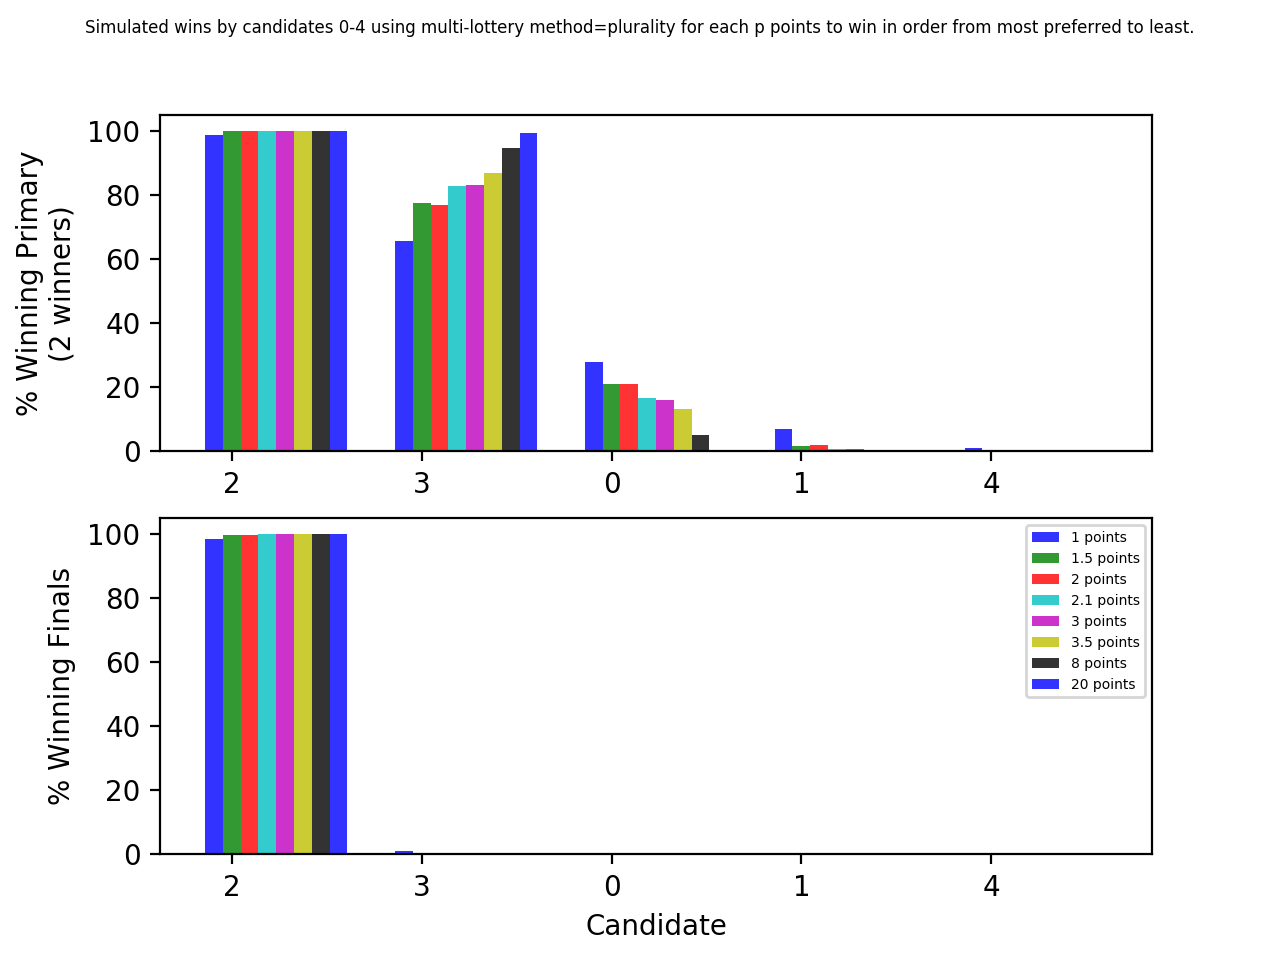 Simulated wins by candidates 0-4 using multi-lottery method=plurality for each p points to win in order from most preferred to least.
% Winning Primary
(2 winners)
100
80
60
40
20
0
2 3 0 1 4
% Winning Finals
100
80
60
40
20
0
1 points
1.5 points
2 points
2.1 points
3 points
3.5 points
8 points
20 points
2 3 0 1 4
Candidate